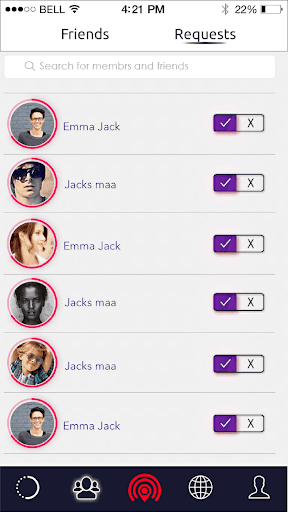 BELL 4:21 PM 22%
Friends Requests
Search for membrs and friends
Emma Jack X
Jacks maa X
Emma Jack X
Jacks maa X
Jacks maa X
Emma Jack X